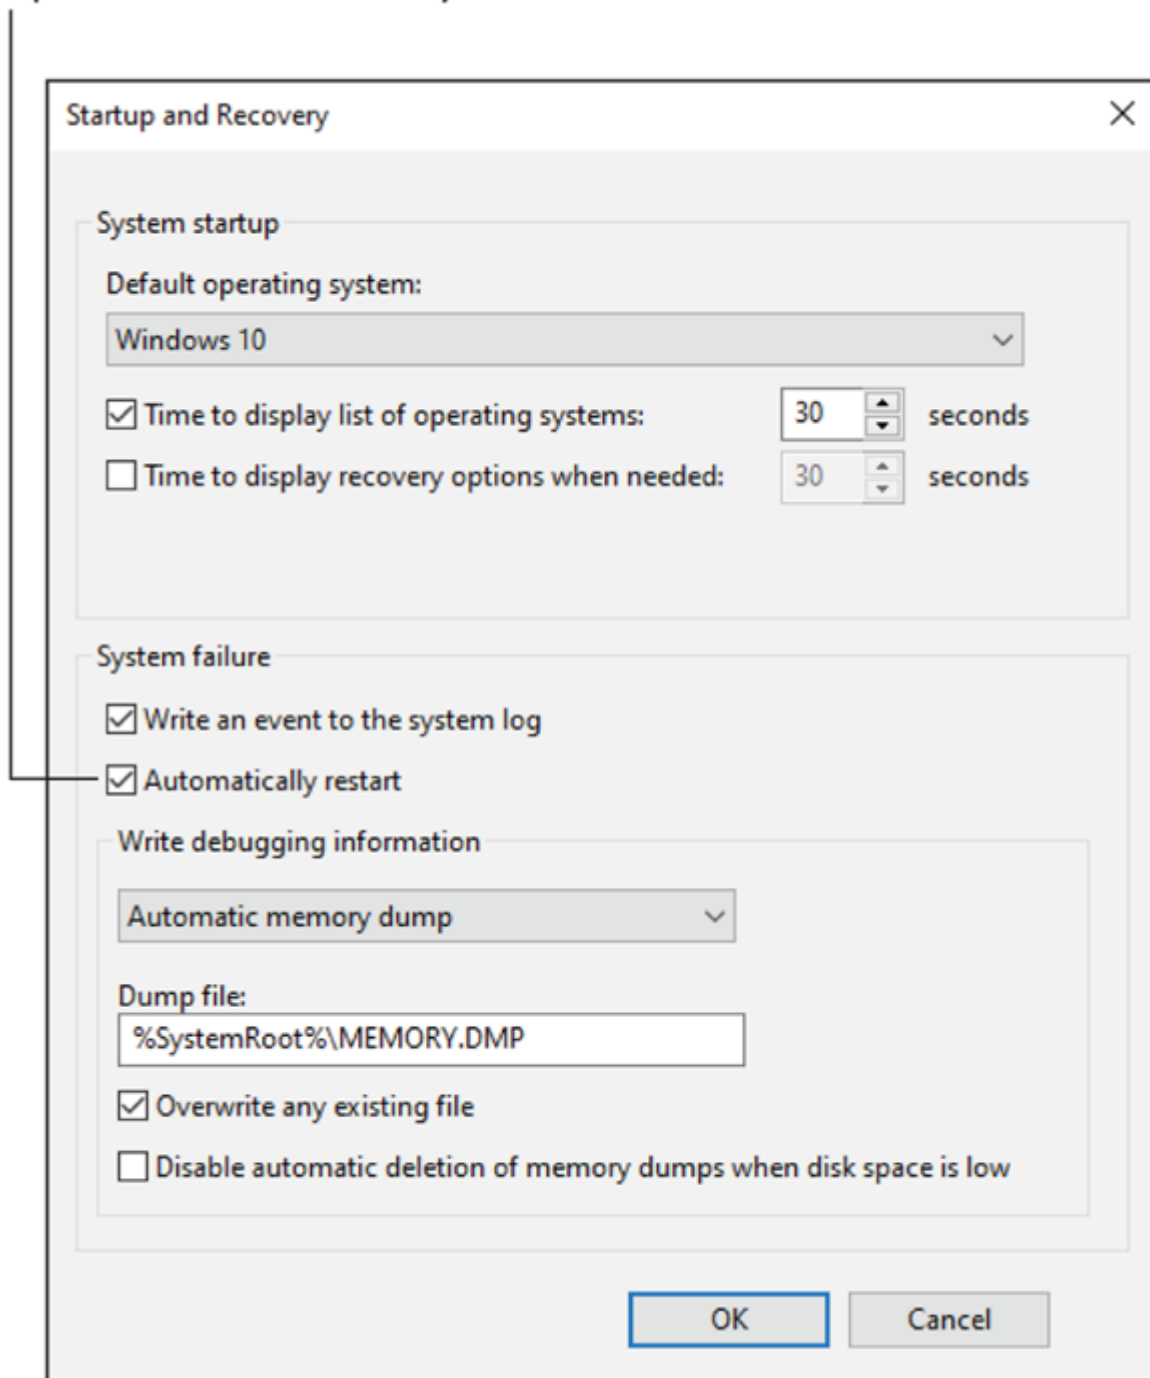 Startup and Recovery
System startup
Default operating system:
Windows 10
Time to display list of operating systems: 30 seconds
Time to display recovery options when needed: 30 seconds
System failure
Write an event to the system log
Automatically restart
Write debugging information
Automatic memory dump
Dump file:
%SystemRoot%\MEMORY.DMP
Overwrite any existing file
Disable automatic deletion of memory dumps when disk space is low
OK Cancel